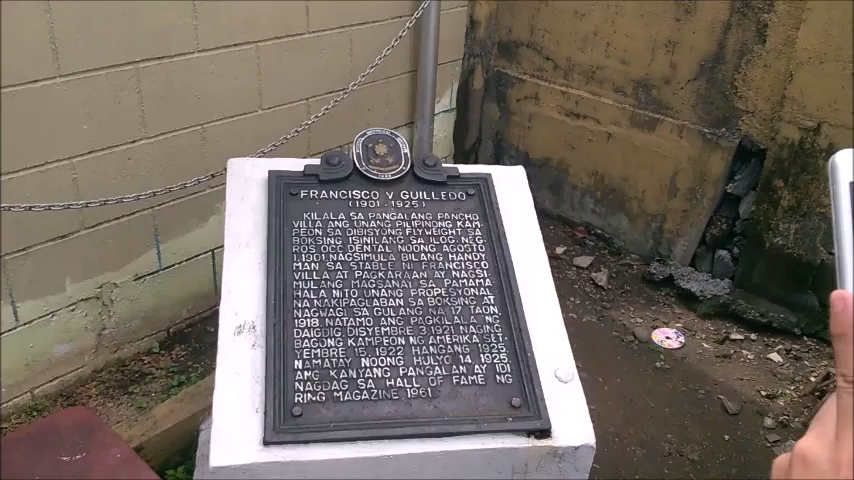 FRANCISCO V GUILLEDO
(1901-1925)
KILALA SA PANGALANG PANCHO
VILLA ANG UNANG PILIPINONG KAM
PEON SA DIBISYONG FLYWEIGHT SA
BOKSING ISINILANG SA ILOG, NEG
ROS OCCIDENTAL NOONG AGOSTO
1, 1901. NAGSIMULA BILANG HANDY
MAN SA STABLE NI FRANCISCO
VILLA AT PAGKARAAN AY NAGSI
MULANG MAGSANAY SA PAMAMA
HALA NITO UNANG PROPESYONAL
NA NAKIPAGLABAN SA BOKSING AT
NAGWAGI SA GULANG NA 17 TAON,
1918. NATAMO ANG PAGKILALA NG
DAIGDIG DISYEMBRE 3, 1921 NAGING
BAGONG KAMPEON NG AMERIKA SET
YEMBRE 15, 1922 HANGANG 1925
NAMATAY NOONG HULYO 14, 1925
ANG KANYANG PANGALAN AY IDI
NAGDAG SA HALL OF FAME NG
RING MAGAZINE 1961